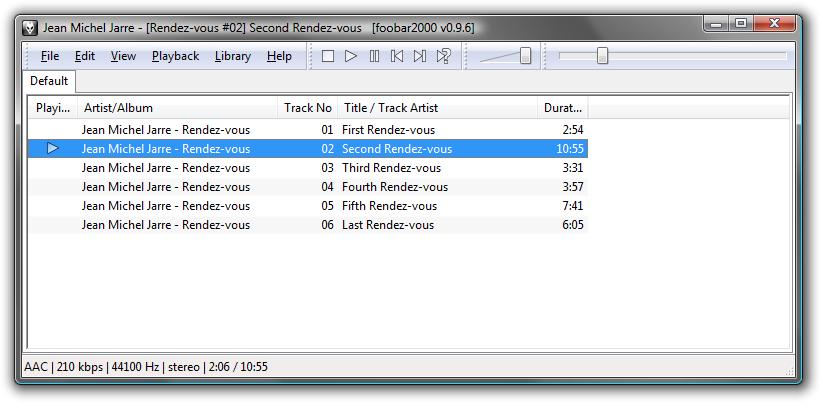 Jean Michel Jarre - [Rendez-vous #02] Second Rendez-vous [foobar2000 v0.9.6]
File Edit View Playback Library Help
Default
Playi... Artist/Album Track No Title / Track Artist Durat...
Jean Michel Jarre - Rendez-vous 01 First Rendez-vous 2:54
Jean Michel Jarre - Rendez-vous 02 Second Rendez-vous 10:55
Jean Michel Jarre - Rendez-vous 03 Third Rendez-vous 3:31
Jean Michel Jarre - Rendez-vous 04 Fourth Rendez-vous 3:57
Jean Michel Jarre - Rendez-vous 05 Fifth Rendez-vous 7:41
Jean Michel Jarre - Rendez-vous 06 Last Rendez-vous 6:05
AAC | 210 kbps | 44100 Hz | stereo | 2:06 / 10:55